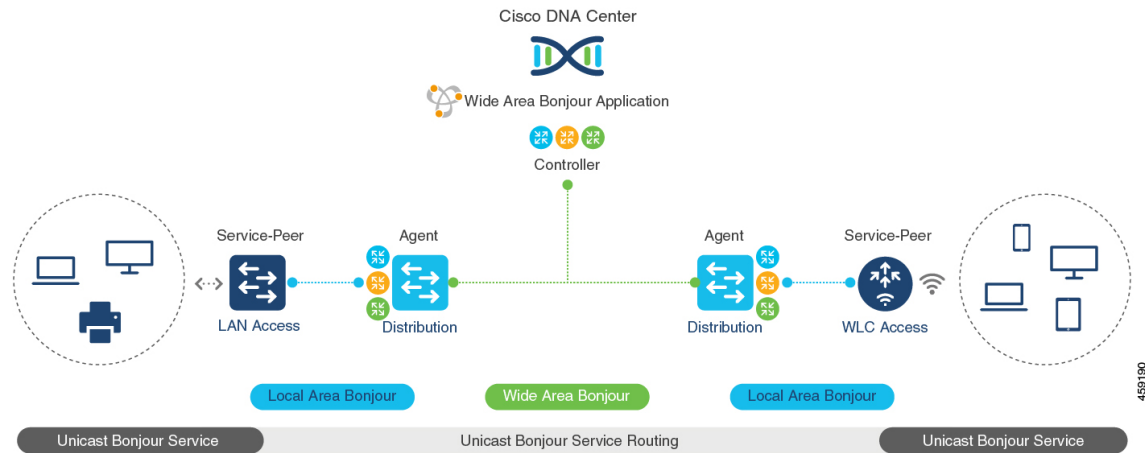 Cisco DNA Center
Wide Area Bonjour Application
Controller
Service-Peer
Agent
Agent
Service-Peer
LAN Access
Distribution
Distribution
WLC Access
Local Area Bonjour
Wide Area Bonjour
Local Area Bonjour
Unicast Bonjour Service
Unicast Bonjour Service Routing
Unicast Bonjour Service
459190